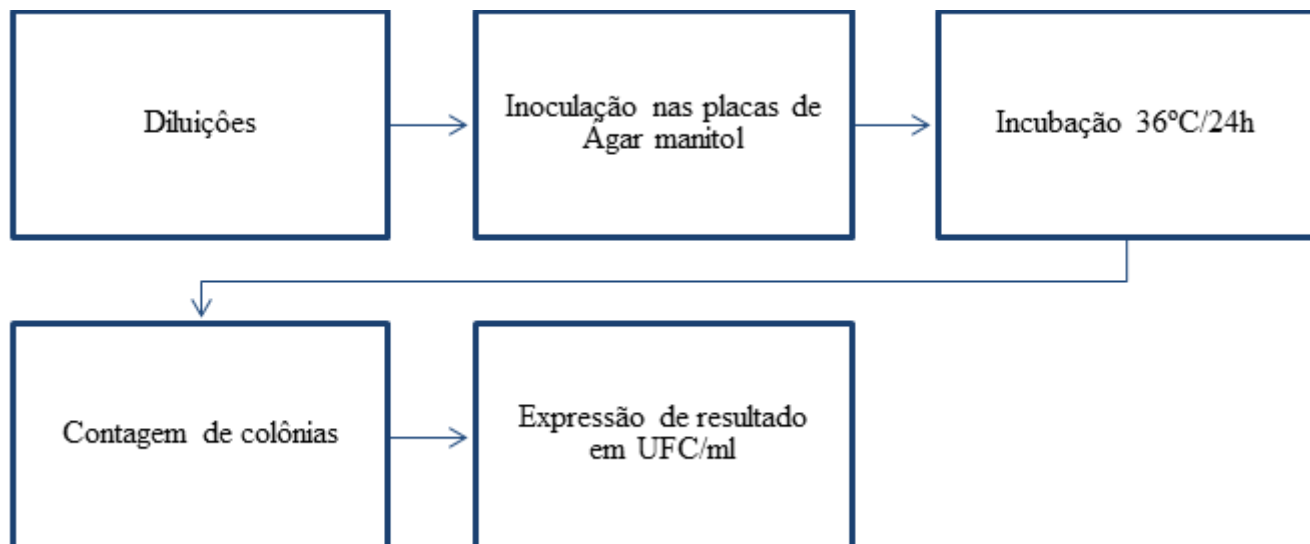 Diluições
Inoculação nas placas de
Ágar manitol
Incubação 36ºC/24h
Contagem de colônias
Expressão de resultado
em UFC/ml